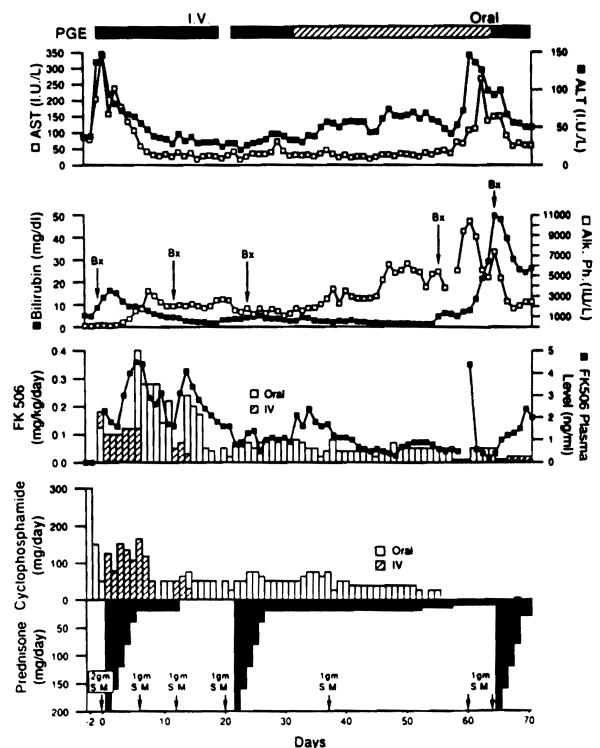 I.V. Oral
PGE
AST (I.U./L)
350
300
250
200
150
100
50
0
150
100
50
0
ALT (I.U./L)
Bilirubin (mg/dl)
50
40
30
20
10
0
Bx
Bx
Bx
Bx
Bx
11000
10000
8000
7000
6000
5000
4000
3000
1000
Alk. Ph. (IU/L)
FK 506
(mg/kg/day)
0.4
0.3
0.2
0.1
0.0
Oral
IV
5
4
3
2
1
0
FK506 Plasma
Level (ng/ml)
Cyclophosphamide
(mg/day)
300
200
100
0
Oral
IV
Prednisone
(mg/day)
50
100
150
200
2gm
S M
1gm
S M
1gm
S M
1gm
S M
1gm
S M
1gm
S M
-2 0 10 20 30 40 50 60 70
Days